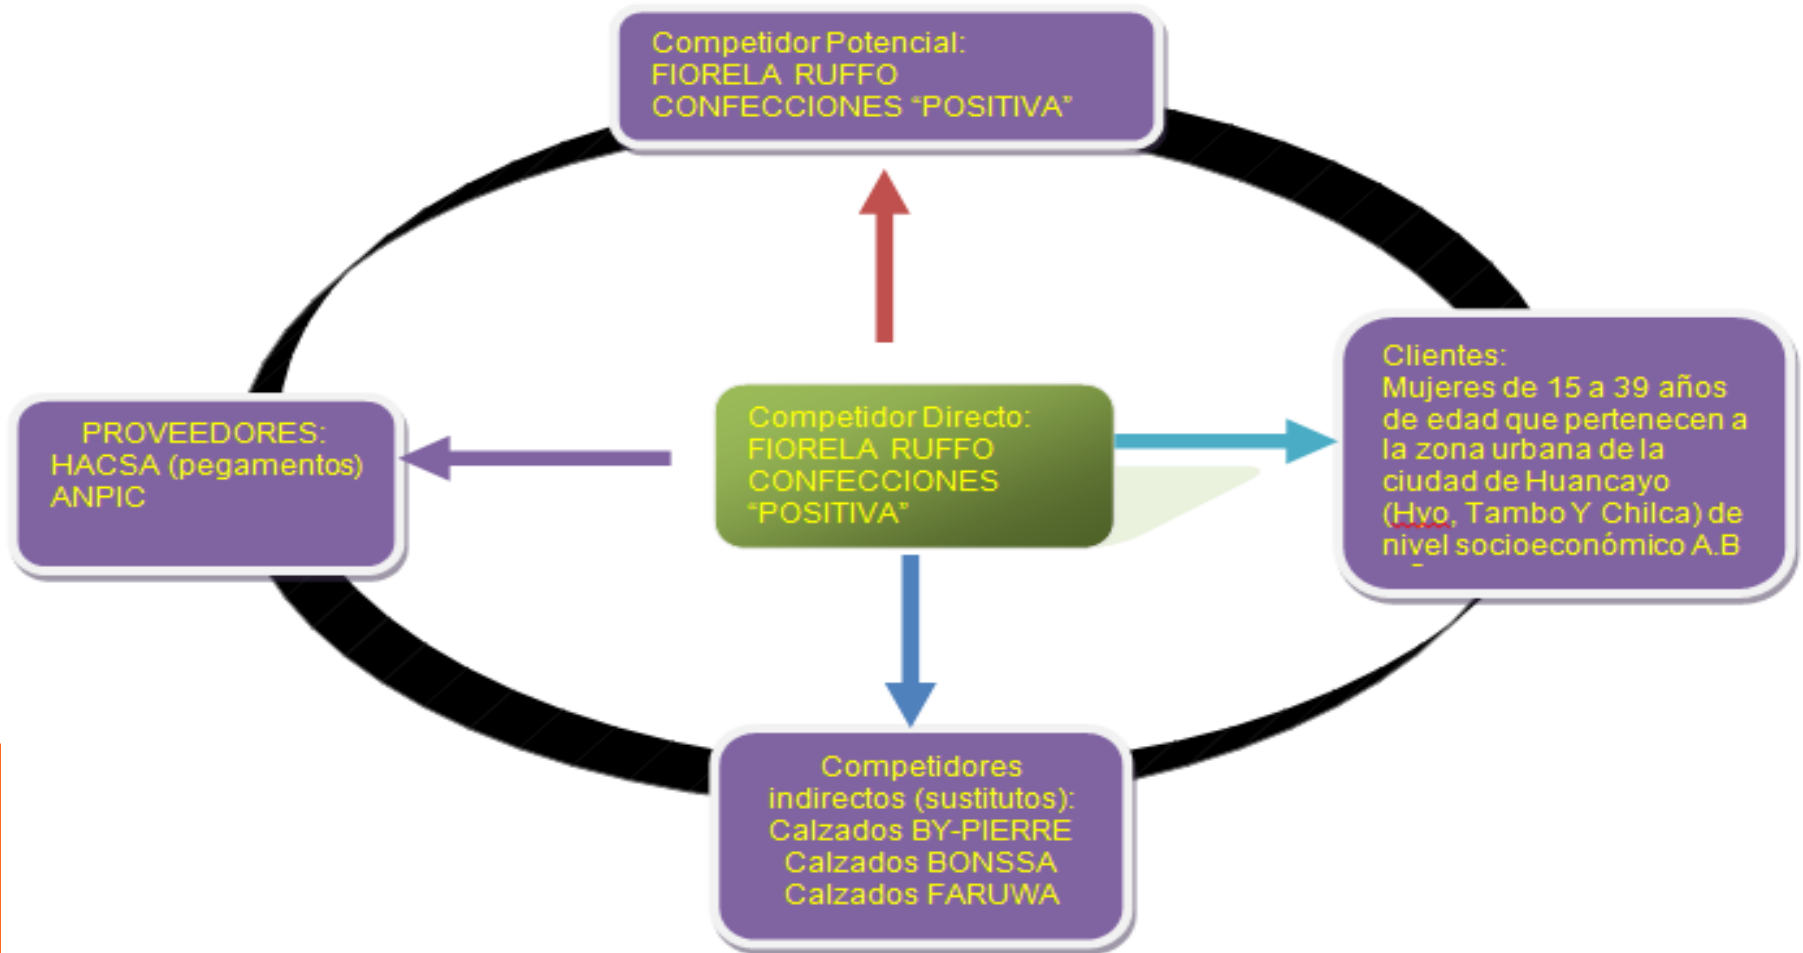 Competidor Potencial:
FIORELA RUFFO
CONFECCIONES “POSITIVA”
PROVEEDORES:
HACSA (pegamentos)
ANPIC
Competidor Directo:
FIORELA RUFFO
CONFECCIONES
“POSITIVA”
Clientes:
Mujeres de 15 a 39 años
de edad que pertenecen a
la zona urbana de la
ciudad de Huancayo
(Hyo, Tambo Y Chilca) de
nivel socioeconómico A.B
Competidores
indirectos (sustitutos):
Calzados BY-PIERRE
Calzados BONSSA
Calzados FARUWA